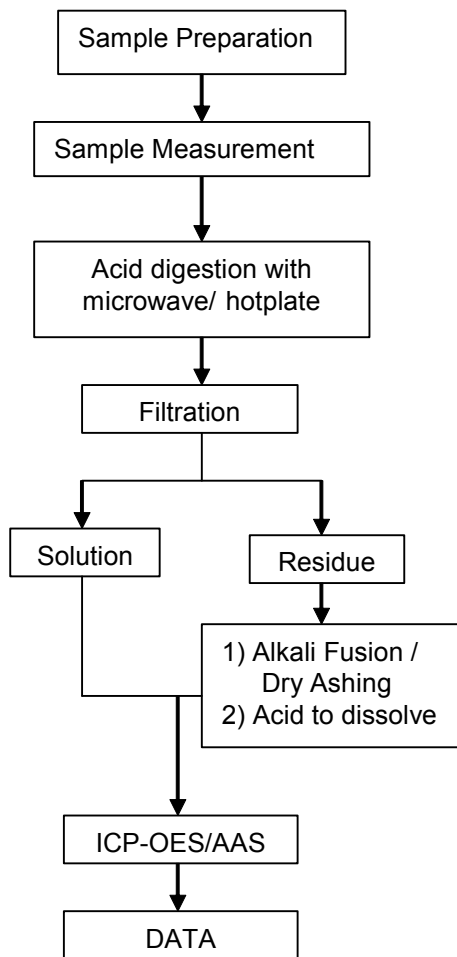 Sample Preparation
Sample Measurement
Acid digestion with
microwave/ hotplate
Filtration
Solution
Residue
1) Alkali Fusion /
Dry Ashing
2) Acid to dissolve
ICP-OES/AAS
DATA